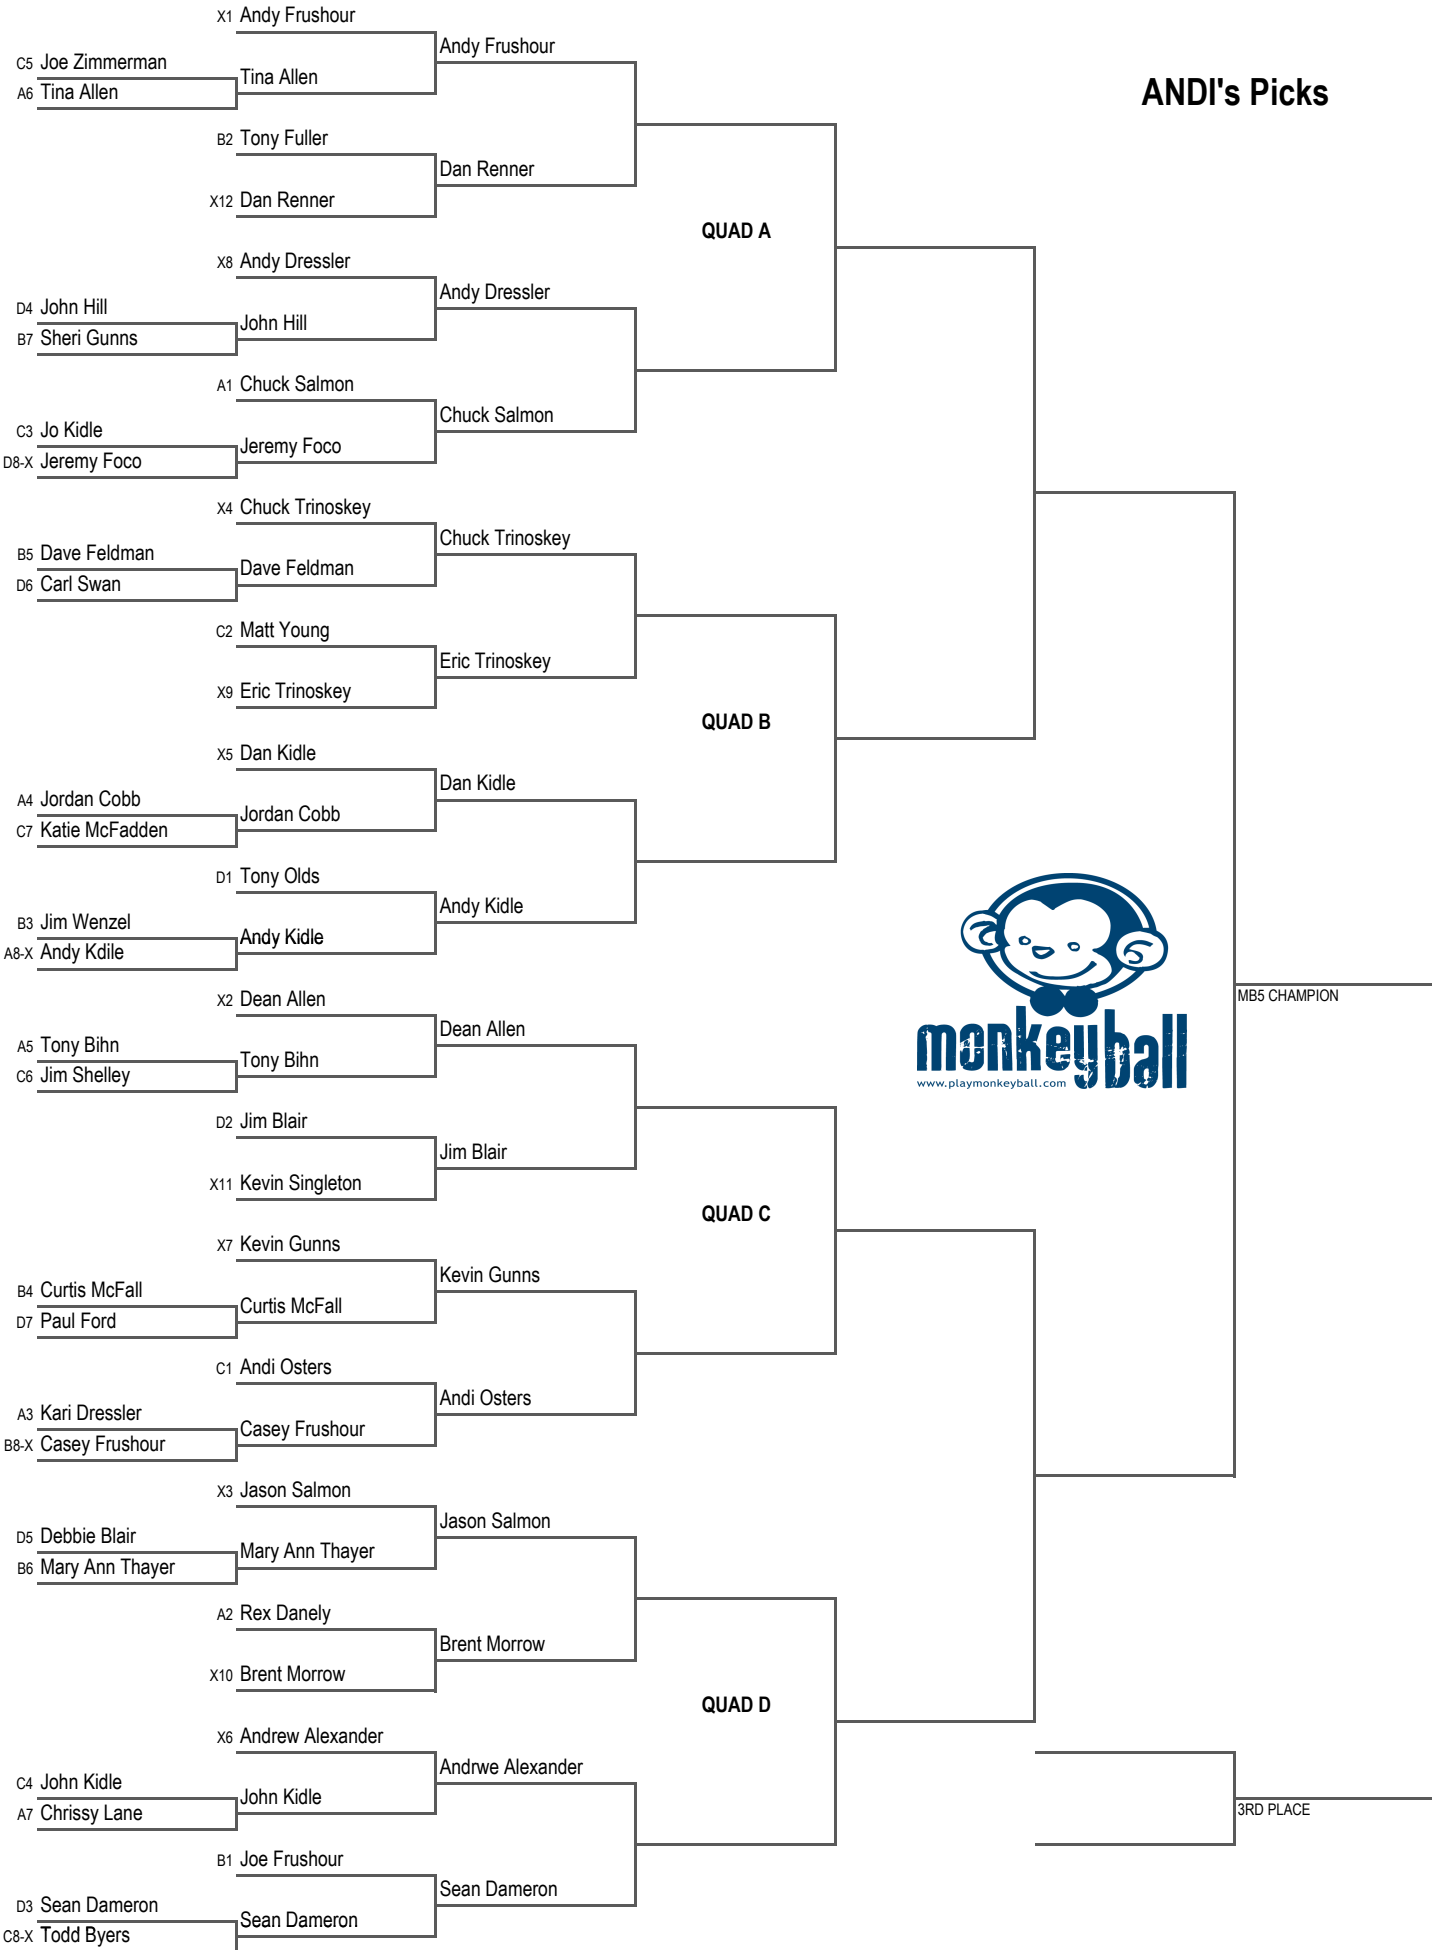 X1 Andy Frushour
Andy Frushour
C5 Joe Zimmerman
Tina Allen
A6 Tina Allen
ANDI's Picks
B2 Tony Fuller
Dan Renner
X12 Dan Renner
QUAD A
X8 Andy Dressler
Andy Dressler
D4 John Hill
John Hill
B7 Sheri Gunns
A1 Chuck Salmon
Chuck Salmon
C3 Jo Kidle
Jeremy Foco
D8-X Jeremy Foco
X4 Chuck Trinoskey
Chuck Trinoskey
B5 Dave Feldman
Dave Feldman
D6 Carl Swan
C2 Matt Young
Eric Trinoskey
X9 Eric Trinoskey
QUAD B
X5 Dan Kidle
Dan Kidle
A4 Jordan Cobb
Jordan Cobb
C7 Katie McFadden
D1 Tony Olds
Andy Kidle
B3 Jim Wenzel
Andy Kidle
A8-X Andy Kdile
X2 Dean Allen
MB5 CHAMPION
Dean Allen
monkeyball
www.playmonkeyball.com
A5 Tony Bihn
Tony Bihn
C6 Jim Shelley
D2 Jim Blair
Jim Blair
X11 Kevin Singleton
QUAD C
X7 Kevin Gunns
Kevin Gunns
B4 Curtis McFall
Curtis McFall
D7 Paul Ford
C1 Andi Osters
Andi Osters
A3 Kari Dressler
Casey Frushour
B8-X Casey Frushour
X3 Jason Salmon
Jason Salmon
D5 Debbie Blair
Mary Ann Thayer
B6 Mary Ann Thayer
A2 Rex Danely
Brent Morrow
X10 Brent Morrow
QUAD D
X6 Andrew Alexander
Andrwe Alexander
C4 John Kidle
John Kidle
A7 Chrissy Lane
3RD PLACE
B1 Joe Frushour
Sean Dameron
D3 Sean Dameron
Sean Dameron
C8-X Todd Byers